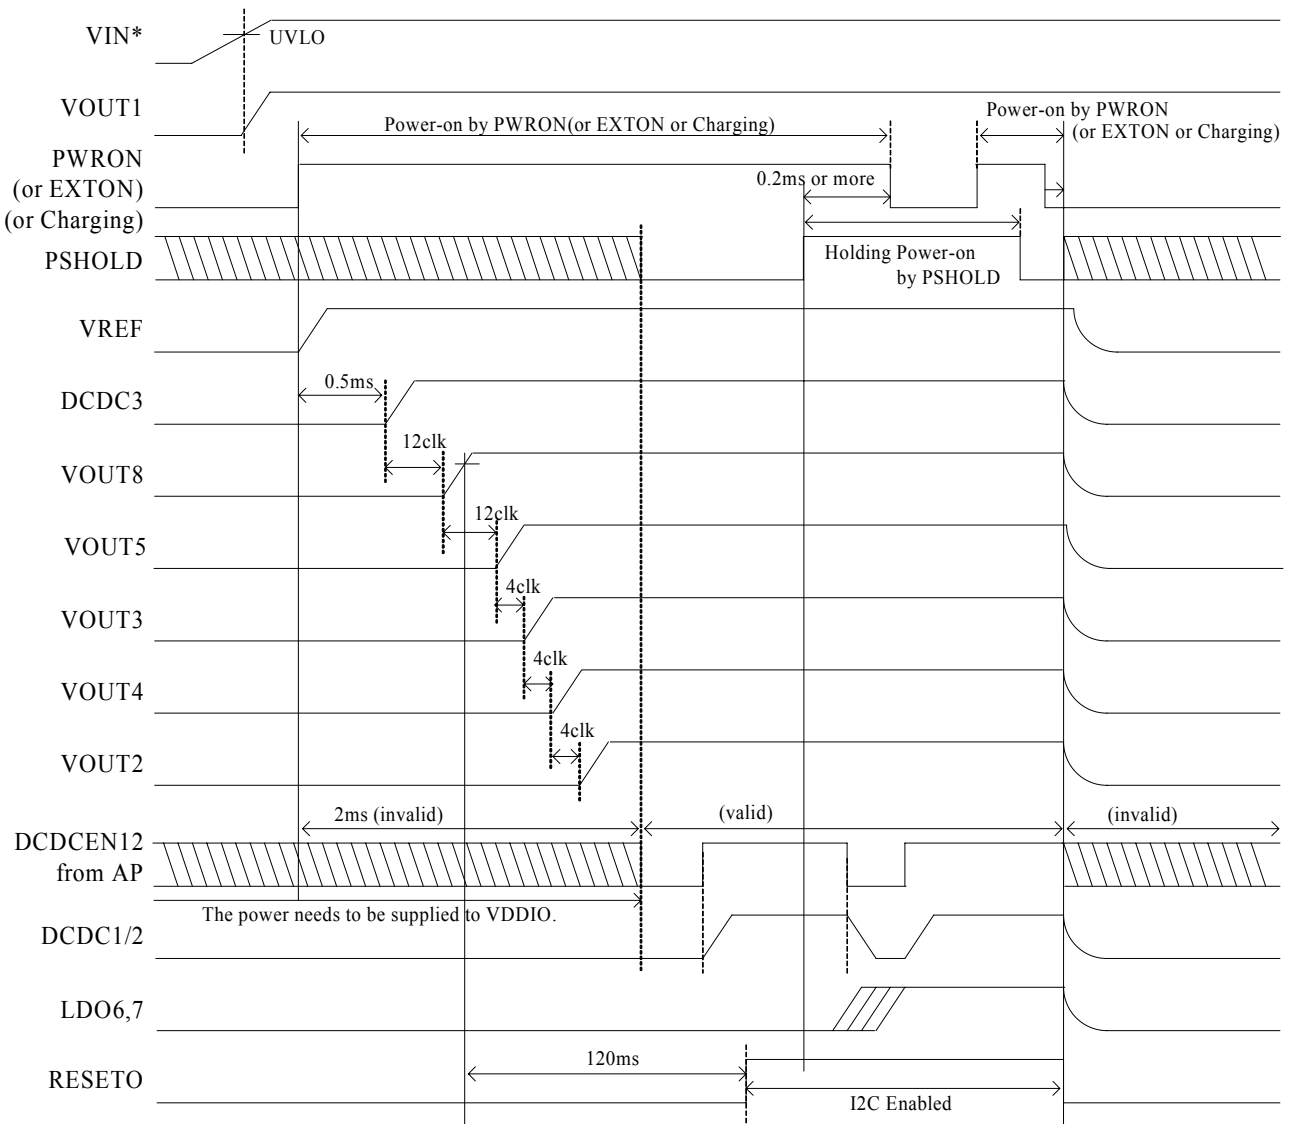 VIN*
UVLO
VOUT1
Power-on by PWRON(or EXTON or Charging)
Power-on by PWRON
(or EXTON or Charging)
PWRON
(or EXTON)
(or Charging)
0.2ms or more
PSHOLD
Holding Power-on
by PSHOLD
VREF
DCDC3
0.5ms
12clk
VOUT8
12clk
VOUT5
4clk
VOUT3
4clk
VOUT4
4clk
VOUT2
2ms (invalid)
(valid)
(invalid)
DCDCEN12
from AP
The power needs to be supplied to VDDIO.
DCDC1/2
LDO6,7
120ms
RESETO
I2C Enabled